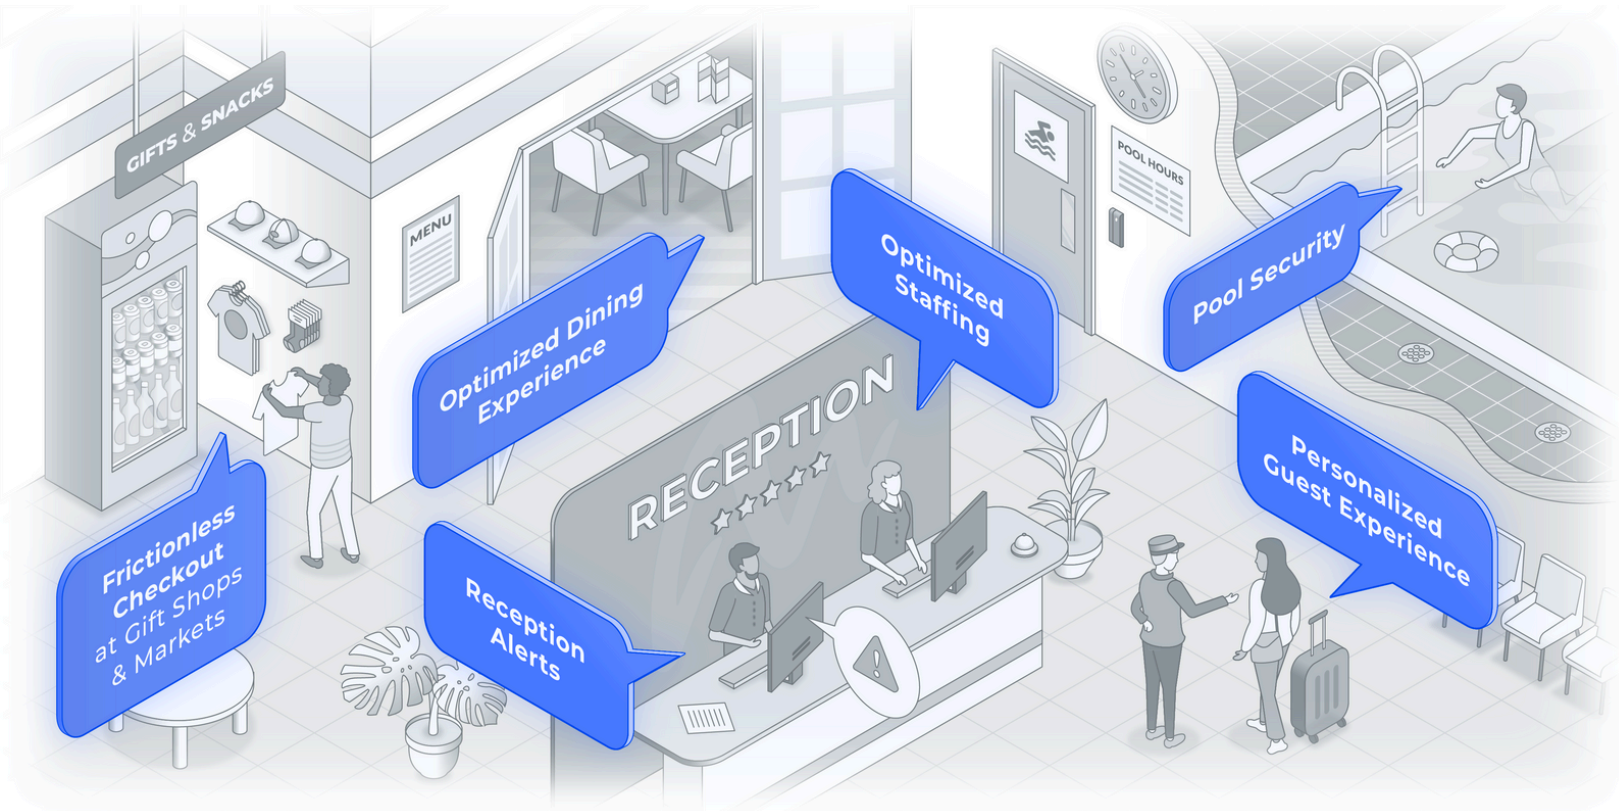 GIFTS & SNACKS
MENU
POOL HOURS
Optimized Dining
Experience
Optimized
Staffing
Pool Security
RECEPTION
Personalized
Guest Experience
Frictionless
Checkout
at Gift Shops
& Markets
Reception
Alerts
!